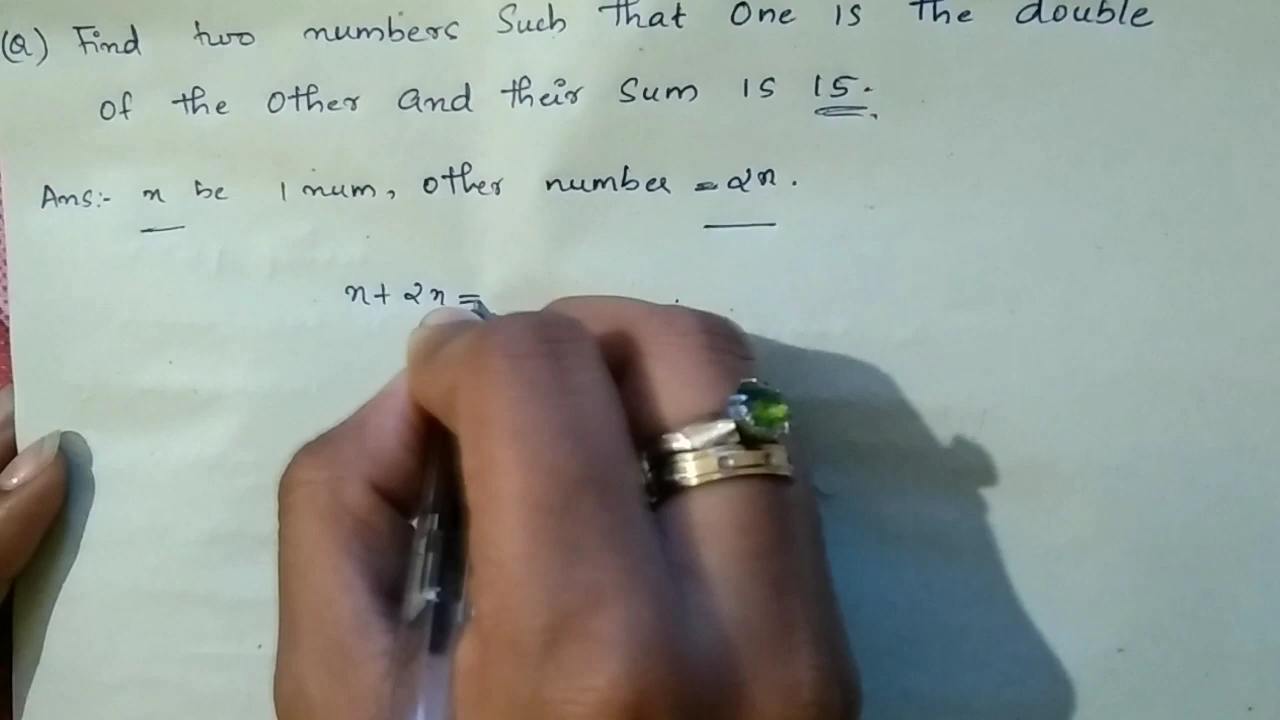 (Q) Find two numbers Such that One is the double
of the other and their sum is 15.
Ans:- x be 1 num, other number = 2x.
x + 2x =